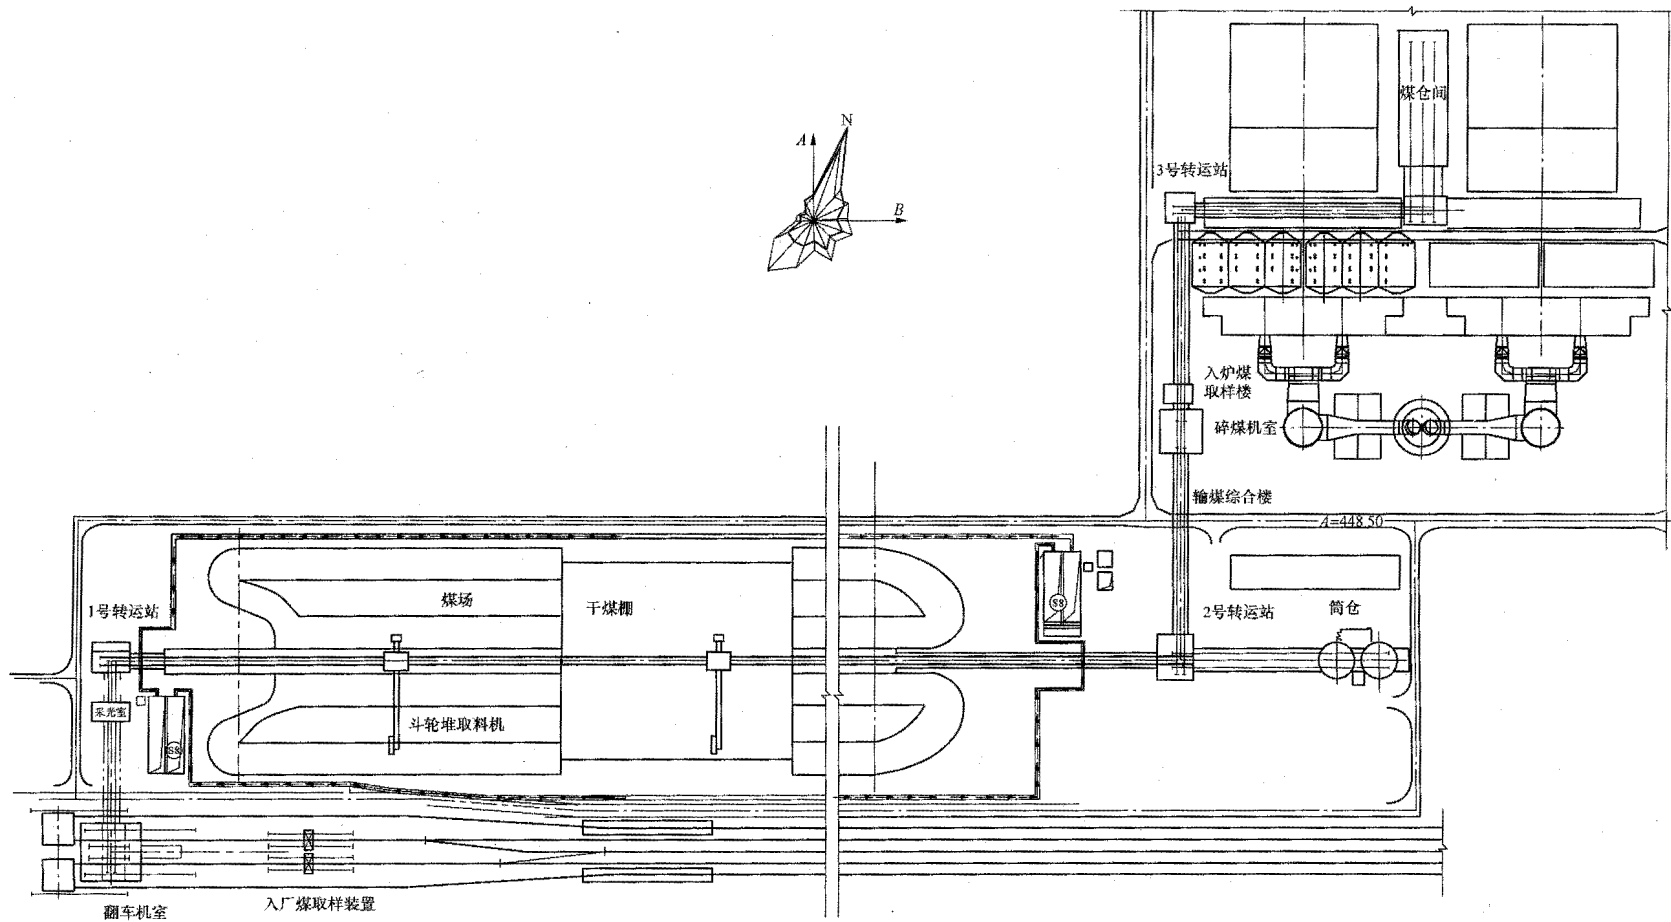 煤仓间
N
A
B
3号转运站
入炉煤
取样楼
碎煤机室
输煤综合楼
A=448.50
1号转运站
煤场
干煤棚
S8
2号转运站
筒仓
采光室
斗轮堆取料机
S8
翻车机室
入厂煤取样装置